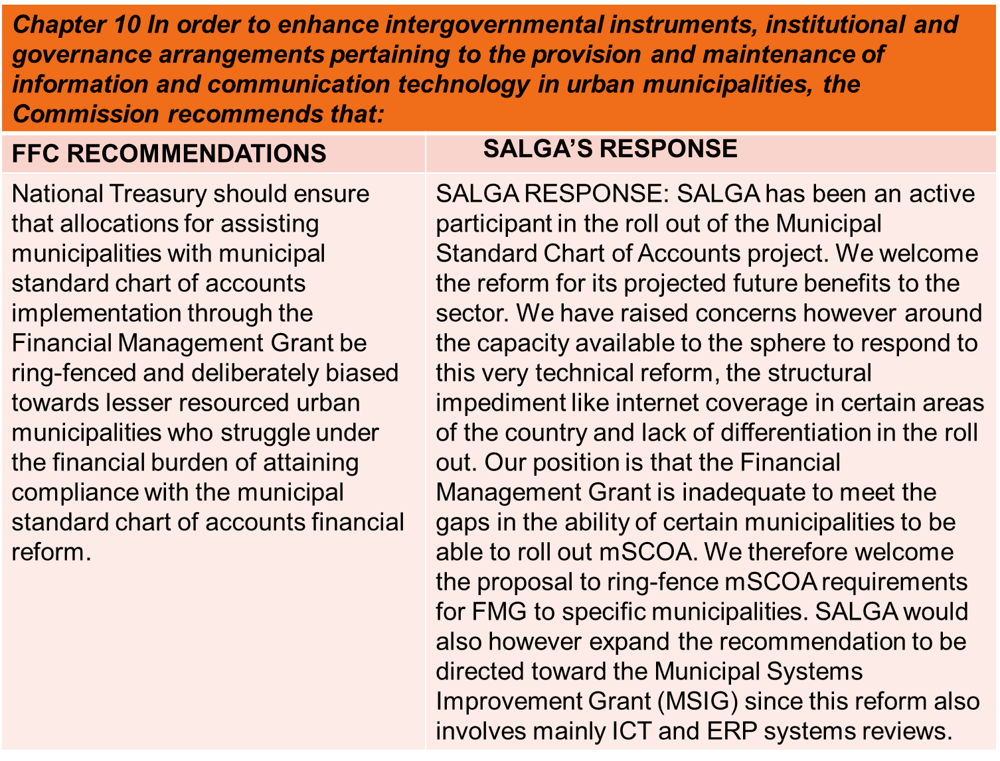 Chapter 10 In order to enhance intergovernmental instruments, institutional and
governance arrangements pertaining to the provision and maintenance of
information and communication technology in urban municipalities, the
Commission recommends that:
FFC RECOMMENDATIONS
SALGA’S RESPONSE
National Treasury should ensure
that allocations for assisting
municipalities with municipal
standard chart of accounts
implementation through the
Financial Management Grant be
ring-fenced and deliberately biased
towards lesser resourced urban
municipalities who struggle under
the financial burden of attaining
compliance with the municipal
standard chart of accounts financial
reform.
SALGA RESPONSE: SALGA has been an active
participant in the roll out of the Municipal
Standard Chart of Accounts project. We welcome
the reform for its projected future benefits to the
sector. We have raised concerns however around
the capacity available to the sphere to respond to
this very technical reform, the structural
impediment like internet coverage in certain areas
of the country and lack of differentiation in the roll
out. Our position is that the Financial
Management Grant is inadequate to meet the
gaps in the ability of certain municipalities to be
able to roll out mSCOA. We therefore welcome
the proposal to ring-fence mSCOA requirements
for FMG to specific municipalities. SALGA would
also however expand the recommendation to be
directed toward the Municipal Systems
Improvement Grant (MSIG) since this reform also
involves mainly ICT and ERP systems reviews.